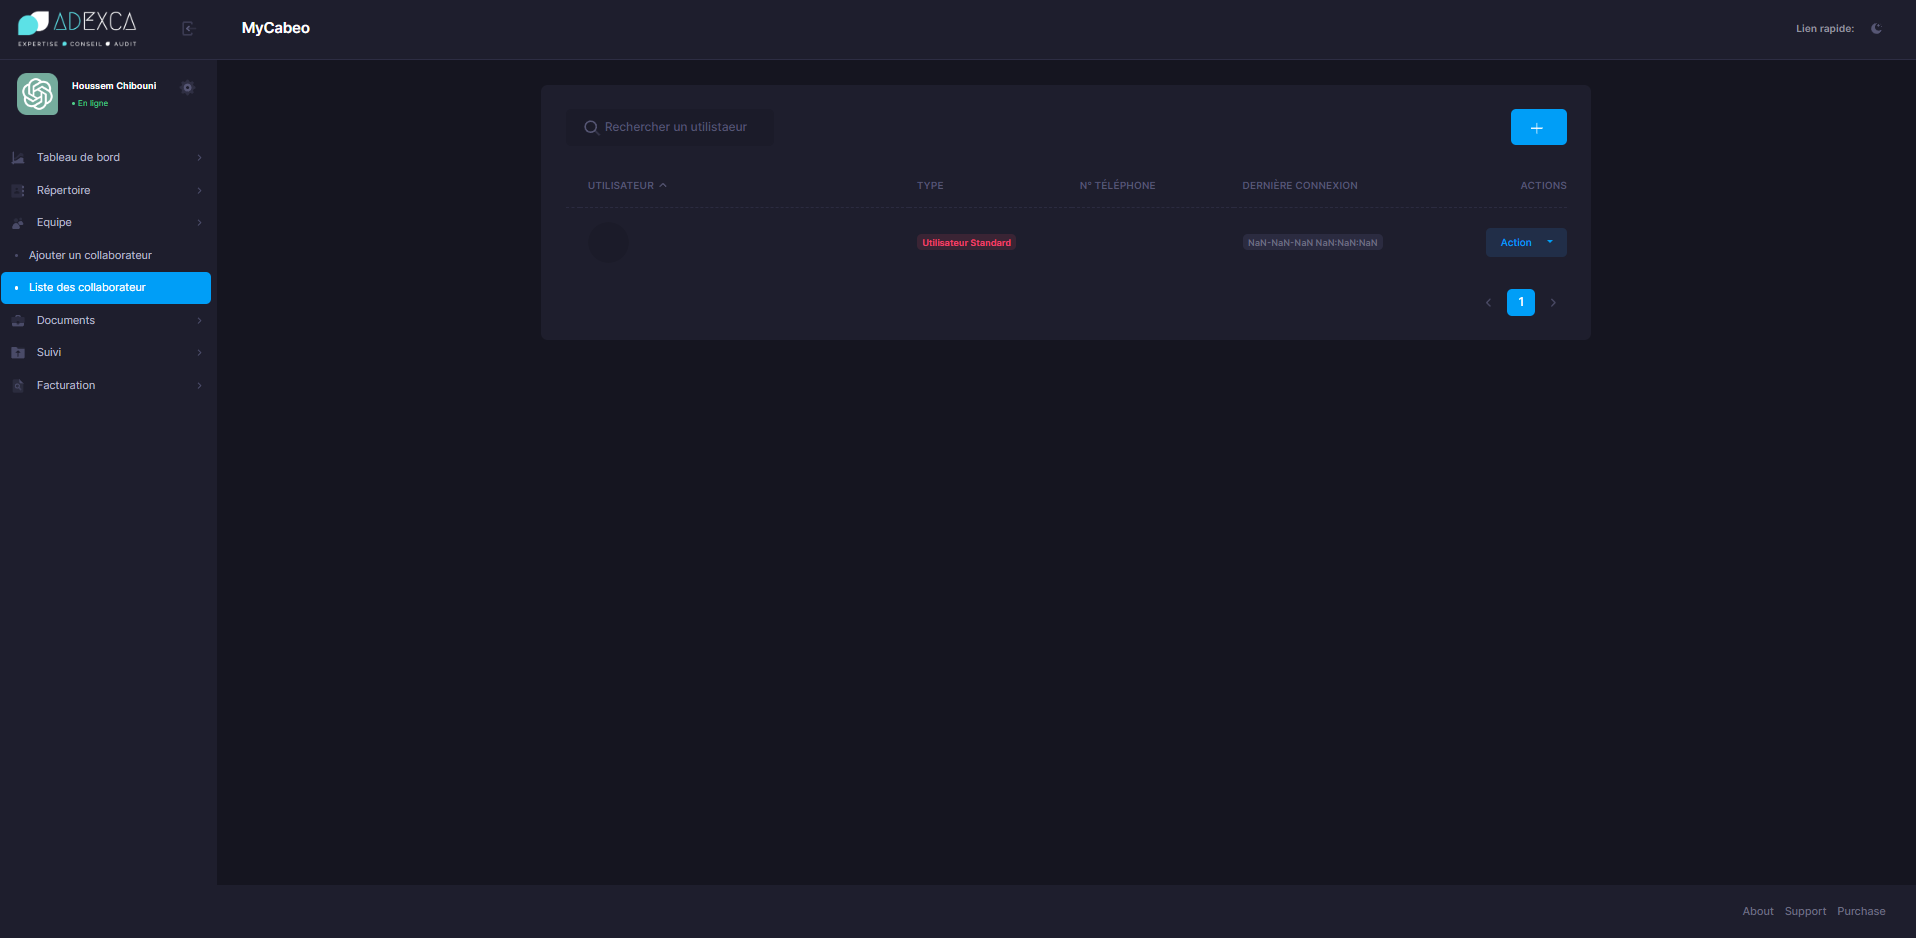 ADEXCA
EXPERTISE • CONSEIL • AUDIT
MyCabeo
Lien rapide:
Houssem Chibouni
• En ligne
Tableau de bord
Répertoire
Equipe
Ajouter un collaborateur
Liste des collaborateur
Documents
Suivi
Facturation
Rechercher un utilistaeur
+
UTILISATEUR TYPE N° TÉLÉPHONE DERNIÈRE CONNEXION ACTIONS
Utilisateur Standard NaN-NaN-NaN NaN:NaN:NaN Action
1
About Support Purchase